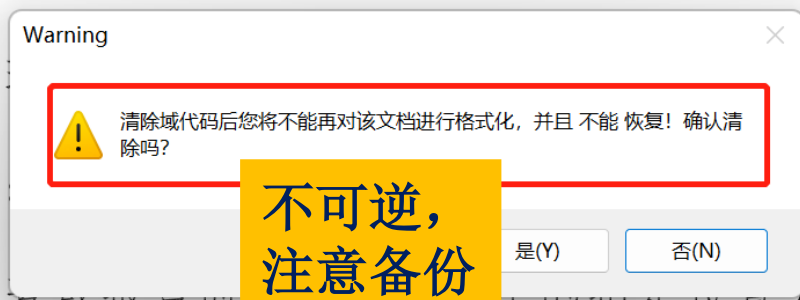 Warning
清除域代码后您将不能再对该文档进行格式化，并且 不能 恢复！确认清
除吗？
不可逆，
注意备份
是(Y)
否(N)